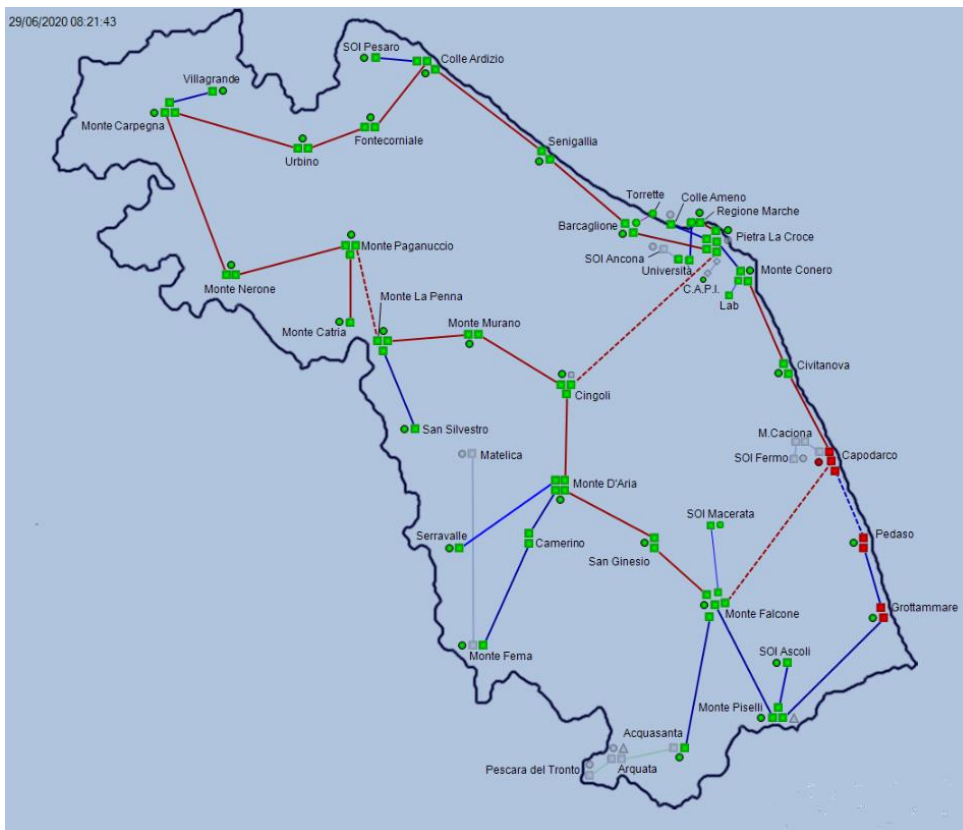 29/06/2020 08:21:43
SOI Pesaro
Colle Ardizio
Villagrande
Monte Carpegna
Fontecorniale
Urbino
Senigallia
Torrette
Colle Ameno
Regione Marche
Barcaglione
Pietra La Croce
Monte Paganuccio
SOI Ancona
Università
Monte Conero
Monte Nerone
C.A.P.I.
Monte La Penna
Lab
Monte Catria
Monte Murano
Civitanova
Cingoli
San Silvestro
M.Caciona
Matelica
SOI Fermo
Capodarco
Monte D'Aria
SOI Macerata
Serravalle
Camerino
Pedaso
San Ginesio
Monte Falcone
Grottammare
Monte Fema
SOI Ascoli
Monte Piselli
Acquasanta
Pescara del Tronto
Arquata